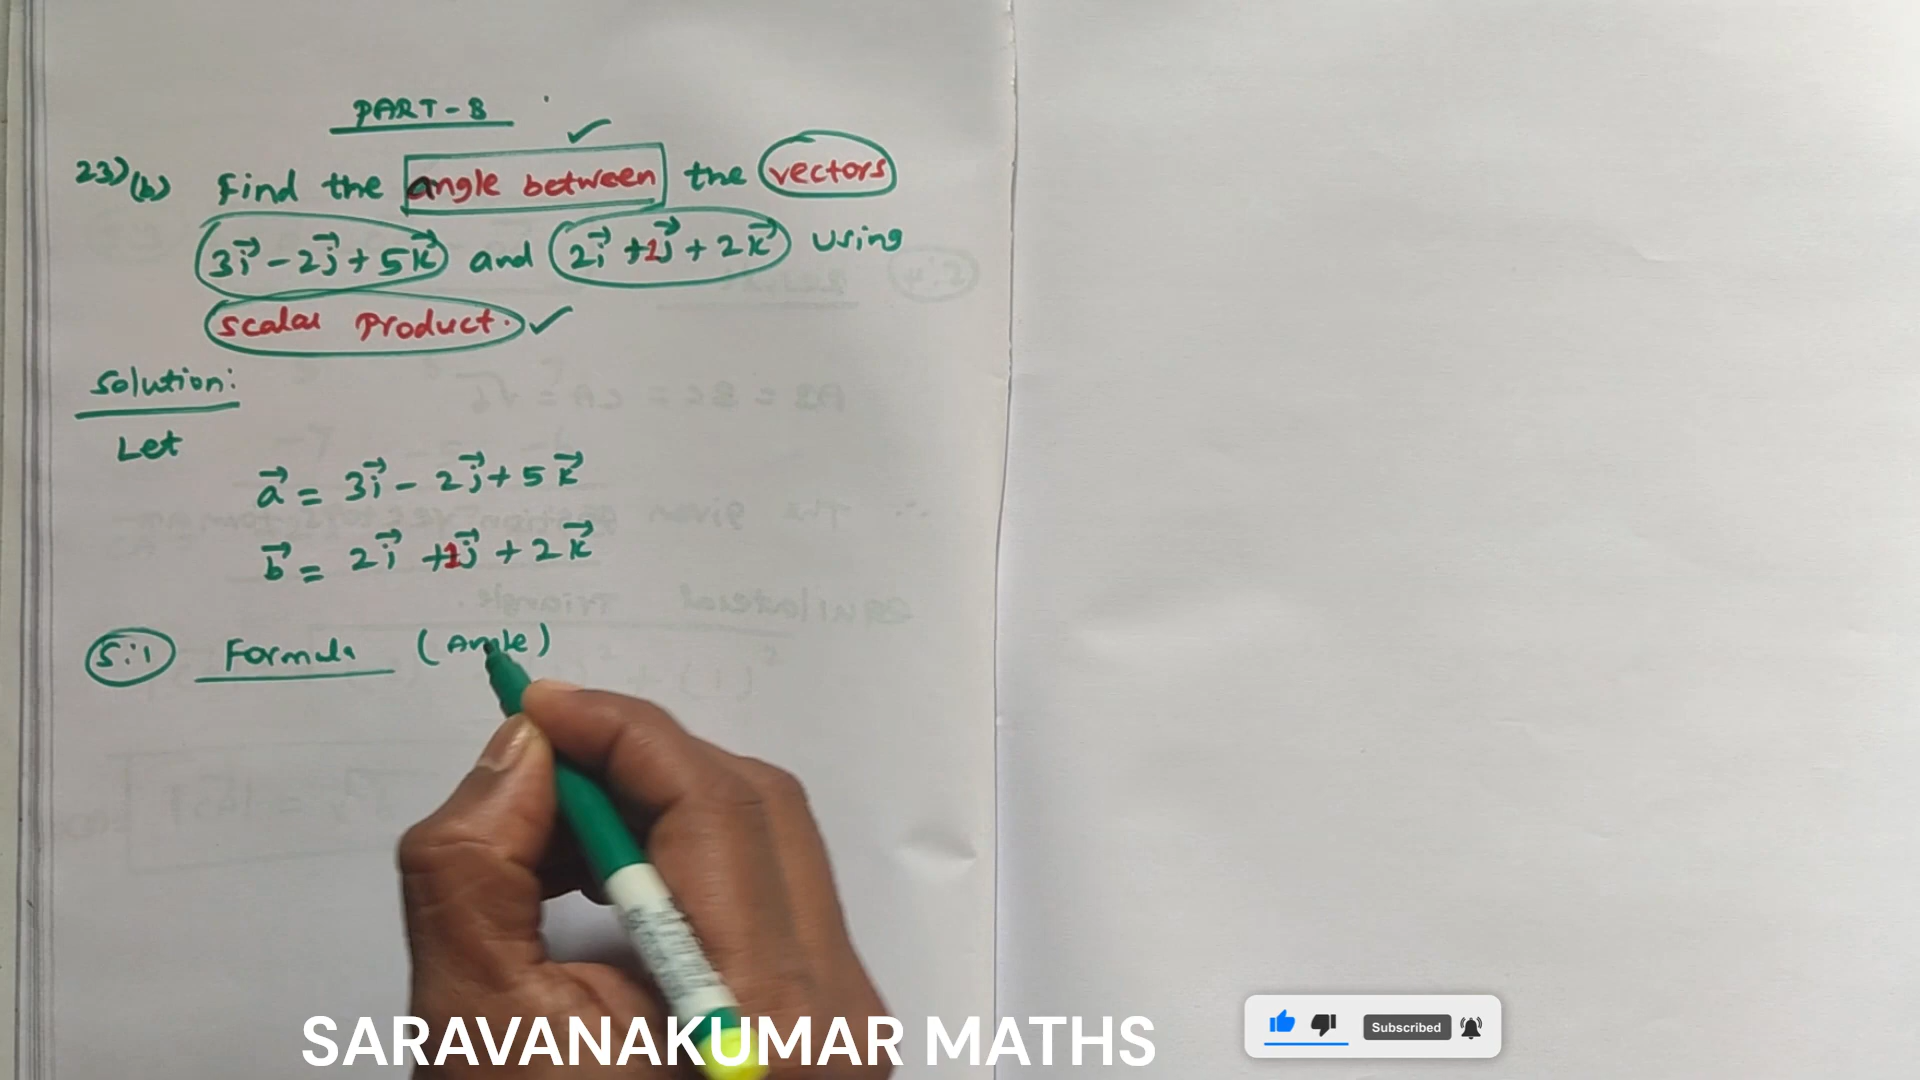 PART-B
23)(b) Find the angle between the vectors
3i⃗ - 2j⃗ + 5k⃗ and 2i⃗ + 1j⃗ + 2k⃗ using
scalar Product. ✓
Solution:
Let
a⃗ = 3i⃗ - 2j⃗ + 5k⃗
b⃗ = 2i⃗ + 1j⃗ + 2k⃗
S:1 Formula (Angle)
SARAVANAKUMAR MATHS
Subscribed